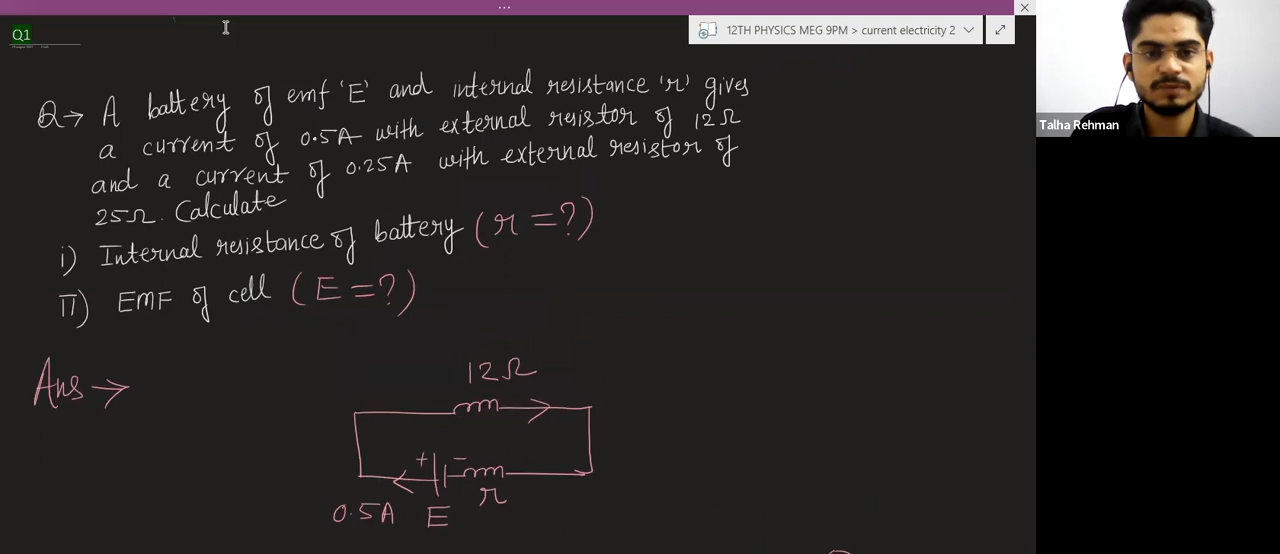 12TH PHYSICS MEG 9PM > current electricity 2
Q1
Q→ A battery of emf 'E' and internal resistance 'r' gives
a current of 0.5A with external resistor of 12Ω
and a current of 0.25A with external resistor of
25Ω. Calculate
i) Internal resistance of battery (r=?)
II) EMF of cell (E=?)
Ans→
12Ω
+ -
r
0.5A E
Talha Rehman